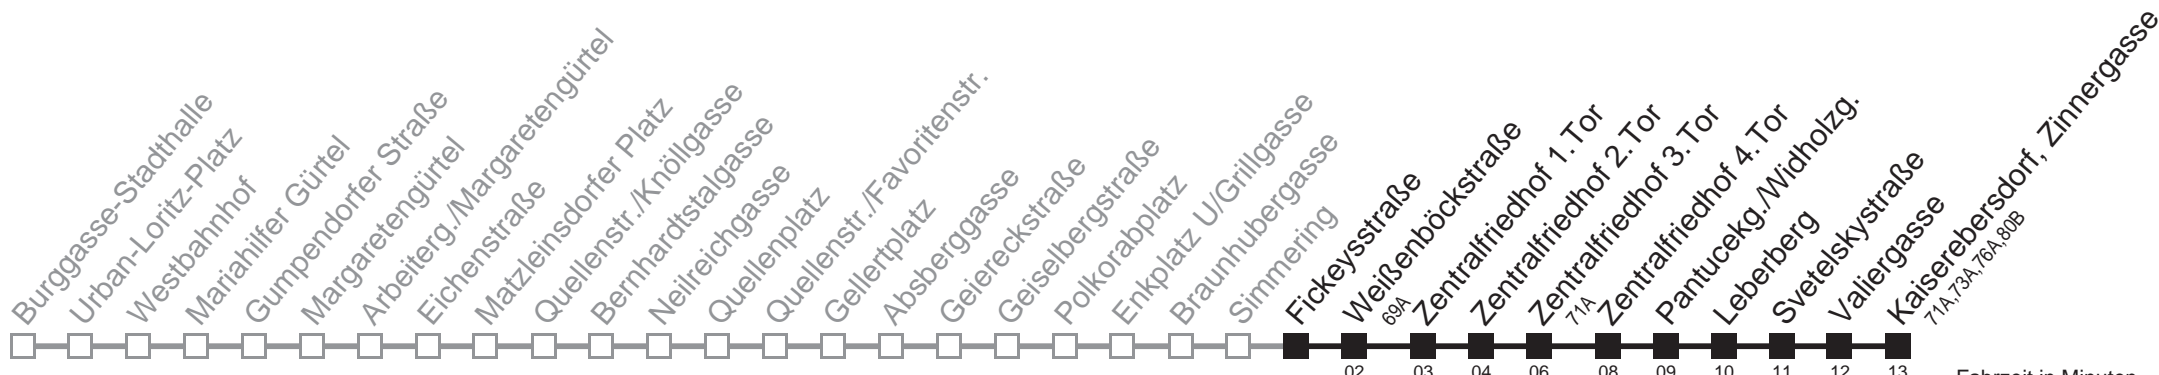 Burggasse-Stadthalle
Urban-Loritz-Platz
Westbahnhof
Mariahilfer Gürtel
Gumpendorfer Straße
Margaretengürtel
Arbeiterg./Margaretengürtel
Eichenstraße
Matzleinsdorfer Platz
Quellenstr./Knöllgasse
Bernhardtstalgasse
Neilreichgasse
Quellenplatz
Quellenstr./Favoritenstr.
Gellertplatz
Absberggasse
Geiereckstraße
Geiselbergstraße
Polkorabplatz
Enkplatz U/Grillgasse
Braunhubergasse
Simmering
Fickeysstraße
Weißenböckstraße
69A
Zentralfriedhof 1.Tor
Zentralfriedhof 2.Tor
Zentralfriedhof 3.Tor
71A
Zentralfriedhof 4.Tor
Pantucekg./Widholzg.
Leberberg
Svetelskystraße
Valiergasse
Kaiserebersdorf, Zinnergasse
71A,73A,76A,80B
02 03 04 06 08 09 10 11 12 13
Fahrzeit in Minuten